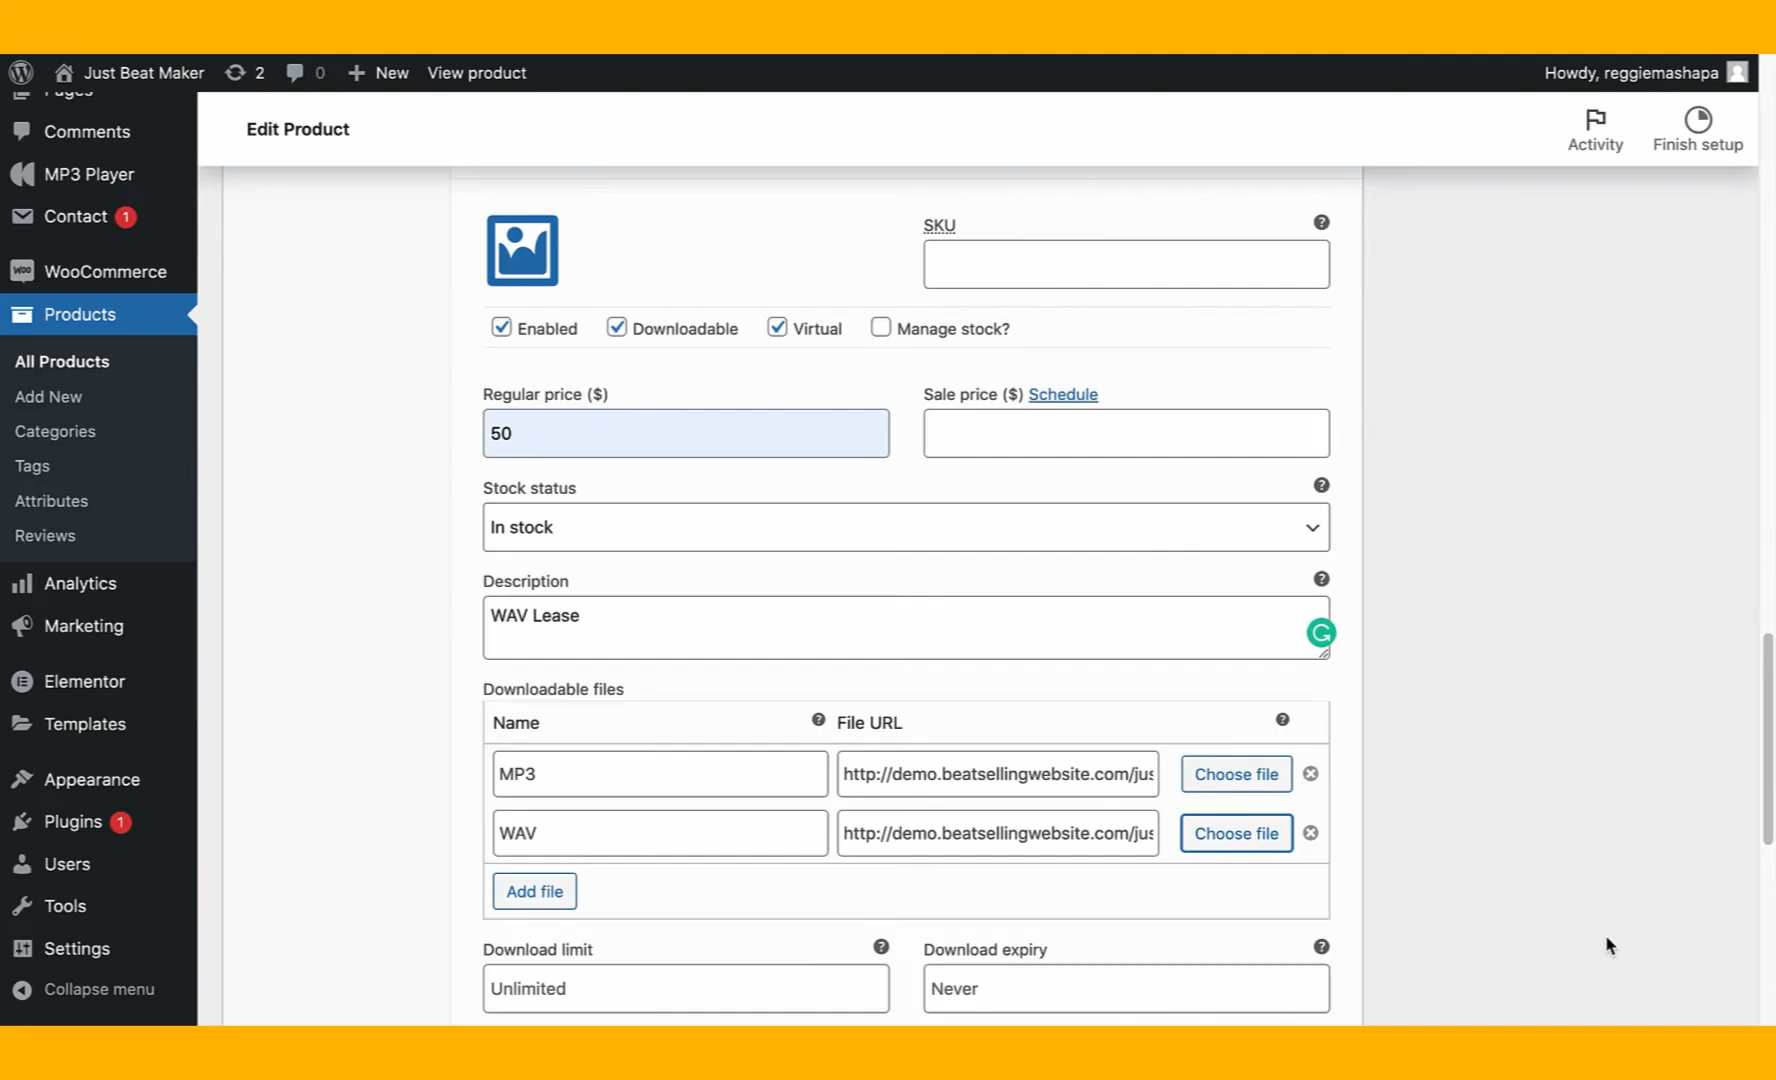 Just Beat Maker 2 0 New View product Howdy, reggiemashapa
Pages
Comments
MP3 Player
Contact 1
WooCommerce
Products
All Products
Add New
Categories
Tags
Attributes
Reviews
Analytics
Marketing
Elementor
Templates
Appearance
Plugins 1
Users
Tools
Settings
Collapse menu
Edit Product
Activity
Finish setup
SKU
Enabled Downloadable Virtual Manage stock?
Regular price ($)
50
Sale price ($) Schedule
Stock status
In stock
Description
WAV Lease
Downloadable files
Name File URL
MP3 http://demo.beatsellingwebsite.com/jus Choose file
WAV http://demo.beatsellingwebsite.com/jus Choose file
Add file
Download limit
Unlimited
Download expiry
Never